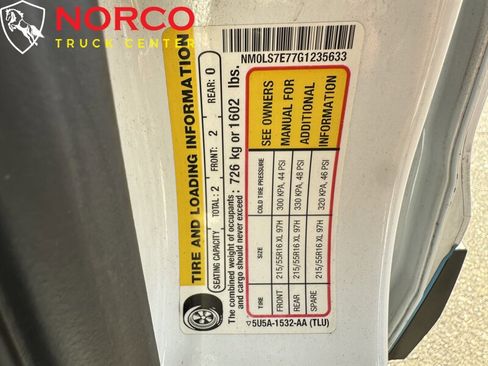 NORCO
TRUCK CENTER
NM0LS7E77G1235633
TIRE AND LOADING INFORMATION
SEATING CAPACITY TOTAL: 2 FRONT: 2 REAR: 0
The combined weight of occupants
and cargo should never exceed: 726 kg or 1602 lbs.
TIRE SIZE COLD TIRE PRESSURE
FRONT 215/55R16 XL 97H 300 KPA, 44 PSI
REAR 215/55R16 XL 97H 330 KPA, 48 PSI
SPARE 215/55R16 XL 97H 320 KPA, 46 PSI
SEE OWNERS
MANUAL FOR
ADDITIONAL
INFORMATION
5U5A-1532-AA (TLU)